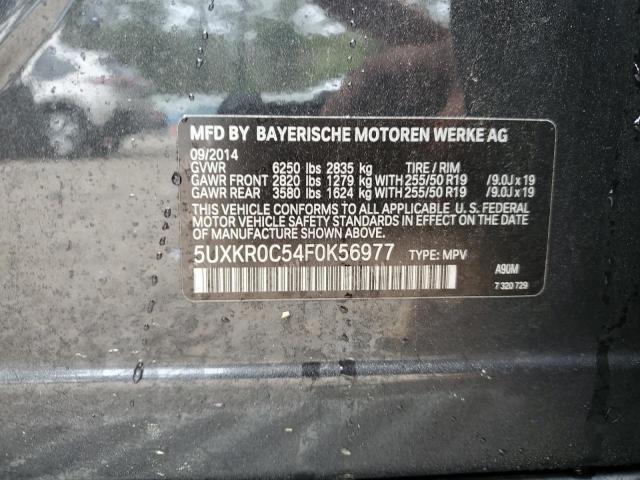 MFD BY BAYERISCHE MOTOREN WERKE AG
09/2014
GVWR 6250 lbs 2835 kg TIRE / RIM
GAWR FRONT 2820 lbs 1279 kg WITH 255/50 R19 /9.0J x 19
GAWR REAR 3580 lbs 1624 kg WITH 255/50 R19 /9.0J x 19
THIS VEHICLE CONFORMS TO ALL APPLICABLE U.S. FEDERAL
MOTOR VEHICLE SAFETY STANDARDS IN EFFECT ON THE DATE
OF MANUFACTURE SHOWN ABOVE.
5UXKR0C54F0K56977 TYPE: MPV
A90M
7 320 729